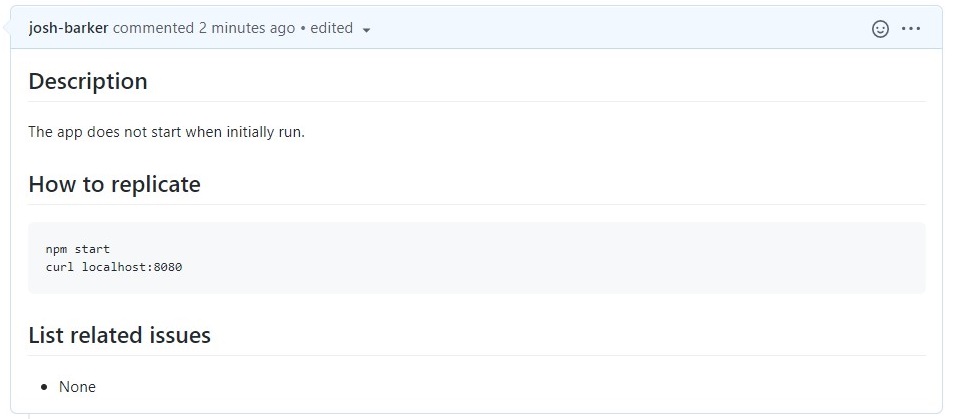 josh-barker commented 2 minutes ago • edited
Description
The app does not start when initially run.
How to replicate
npm start
curl localhost:8080
List related issues
• None